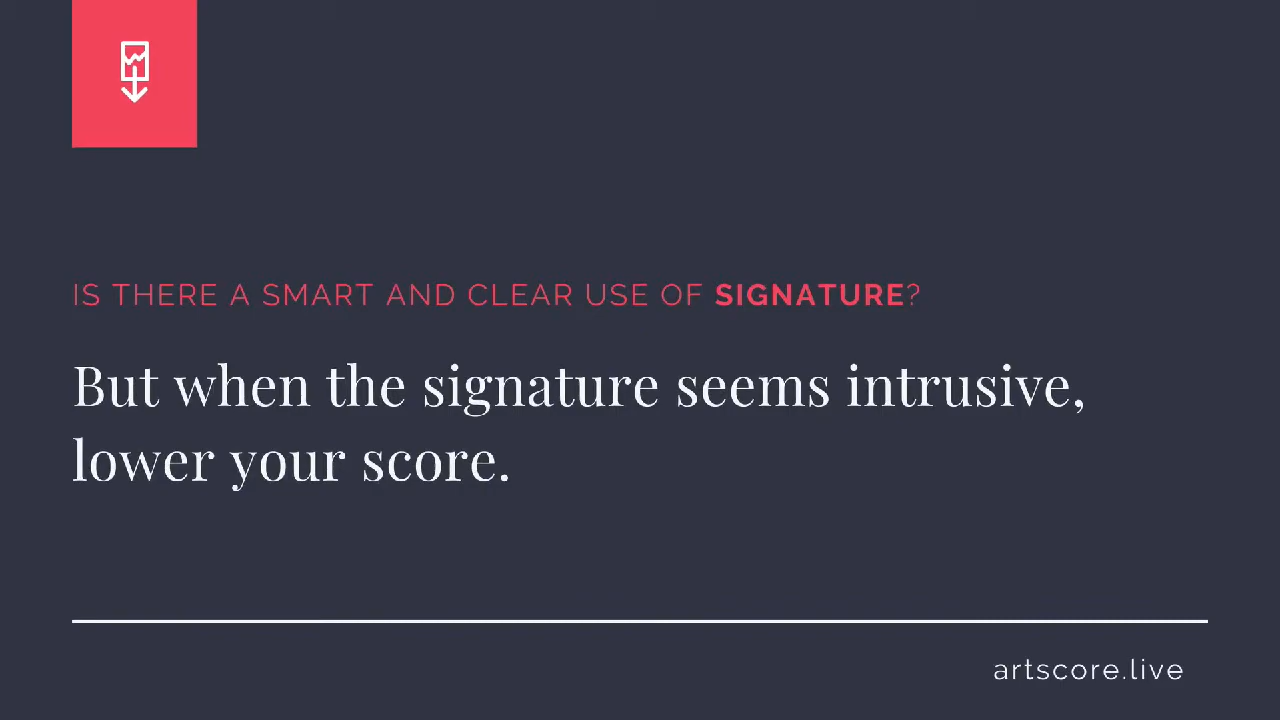 IS THERE A SMART AND CLEAR USE OF SIGNATURE?
But when the signature seems intrusive,
lower your score.
artscore.live